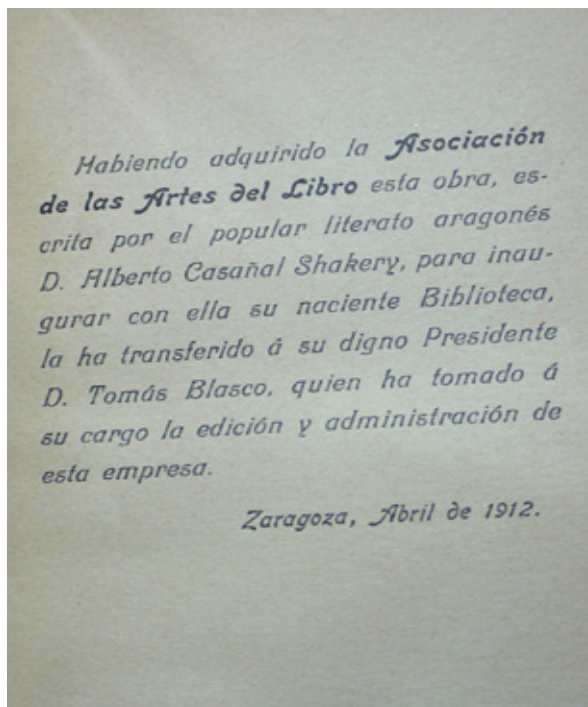 Habiendo adquirido la Asociación
de las Artes del Libro esta obra, es-
crita por el popular literato aragonés
D. Alberto Casañal Shakery, para inau-
gurar con ella su naciente Biblioteca,
la ha transferido á su digno Presidente
D. Tomás Blasco, quien ha tomado á
su cargo la edición y administración de
esta empresa.
Zaragoza, Abril de 1912.